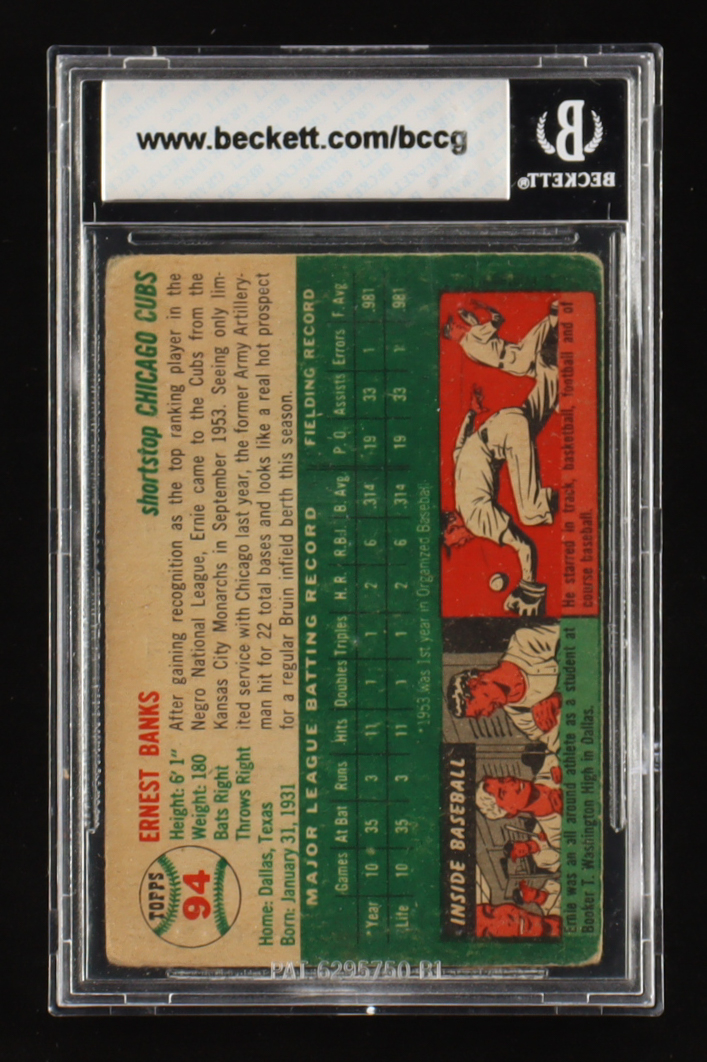 www.beckett.com/bccg
BECKETT®
TOPPS
94
ERNEST BANKS
shortstop CHICAGO CUBS
Height: 6' 1"
Weight: 180
Bats Right
Throws Right
Home: Dallas, Texas
Born: January 31, 1931
After gaining recognition as the top ranking player in the
Negro National League, Ernie came to the Cubs from the
Kansas City Monarchs in September 1953. Seeing only lim-
ited service with Chicago last year, the former Army Artillery-
man hit for 22 total bases and looks like a real hot prospect
for a regular Bruin infield berth this season.
MAJOR LEAGUE BATTING RECORD FIELDING RECORD
Games At Bat Runs Hits Doubles Triples H.R. R.B.I. B. Avg. P. O. Assists Errors F. Avg.
*Year 10 35 3 11 1 1 2 6 .314 19 33 1 .981
Life 10 35 3 11 1 1 2 6 .314 19 33 1 .981
*1953 was 1st year in Organized Baseball
INSIDE BASEBALL
Ernie was an all around athlete as a student at
Booker T. Washington High in Dallas.
He starred in track, basketball, football and of
course baseball.
PAT 6295750 B1